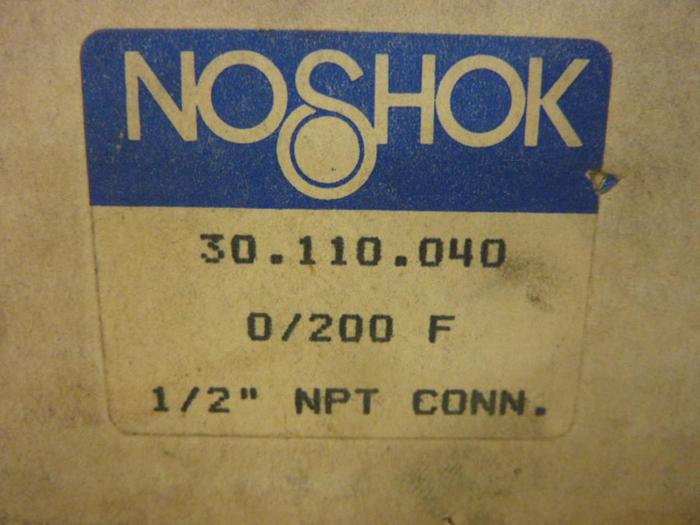 NOSHOK
30.110.040
0/200 F
1/2" NPT CONN.